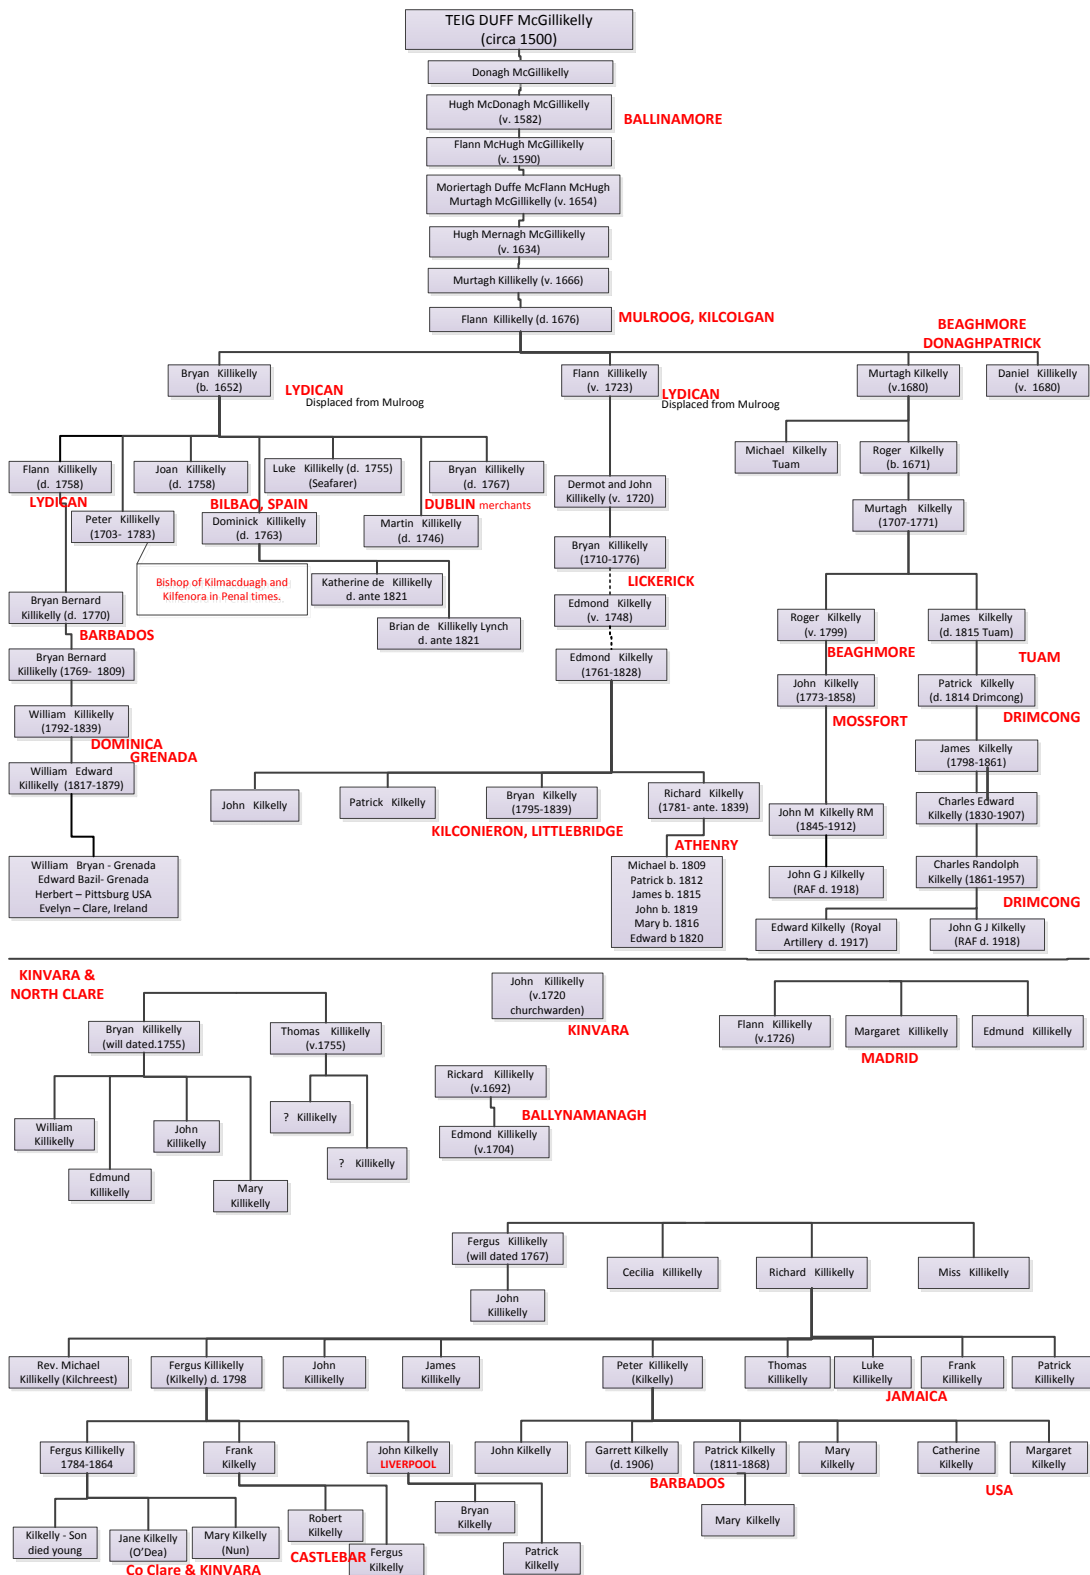 TEIG DUFF McGillikelly
(circa 1500)
Donagh McGillikelly
Hugh McDonagh McGillikelly
(v. 1582)
BALLINAMORE
Flann McHugh McGillikelly
(v. 1590)
Moriertagh Duffe McFlann McHugh
Murtagh McGillikelly (v. 1654)
Hugh Mernagh McGillikelly
(v. 1634)
Murtagh Killikelly (v. 1666)
Flann Killikelly (d. 1676)
MULROOG, KILCOLGAN
BEAGHMORE
DONAGHPATRICK
Bryan Killikelly
(b. 1652)
LYDICAN
Displaced from Mulroog
Flann Killikelly
(v. 1723)
LYDICAN
Displaced from Mulroog
Murtagh Kilkelly
(v.1680)
Daniel Killikelly
(v. 1680)
Flann Killikelly
(d. 1758)
LYDICAN
Joan Killikelly
(d. 1758)
Luke Killikelly (d. 1755)
(Seafarer)
Bryan Killikelly
(d. 1767)
Michael Kilkelly
Tuam
Roger Kilkelly
(b. 1671)
Peter Killikelly
(1703- 1783)
BILBAO, SPAIN
Dominick Killikelly
(d. 1763)
DUBLIN merchants
Martin Killikelly
(d. 1746)
Dermot and John
Killikelly (v. 1720)
Murtagh Kilkelly
(1707-1771)
Bishop of Kilmacduagh and
Kilfenora in Penal times.
Katherine de Killikelly
d. ante 1821
Brian de Killikelly Lynch
d. ante 1821
Bryan Killikelly
(1710-1776)
LICKERICK
Edmond Kilkelly
(v. 1748)
Edmond Kilkelly
(1761-1828)
Bryan Bernard
Killikelly (d. 1770)
BARBADOS
Bryan Bernard
Killikelly (1769- 1809)
William Killikelly
(1792-1839)
DOMINICA
GRENADA
William Edward
Killikelly (1817-1879)
William Bryan - Grenada
Edward Bazil- Grenada
Herbert – Pittsburg USA
Evelyn – Clare, Ireland
Roger Kilkelly
(v. 1799)
BEAGHMORE
James Kilkelly
(d. 1815 Tuam)
TUAM
John Kilkelly
(1773-1858)
MOSSFORT
Patrick Kilkelly
(d. 1814 Drimcong)
DRIMCONG
James Kilkelly
(1798-1861)
John Kilkelly
Patrick Kilkelly
Bryan Kilkelly
(1795-1839)
Richard Kilkelly
(1781- ante. 1839)
KILCONIERON, LITTLEBRIDGE
ATHENRY
John M Kilkelly RM
(1845-1912)
Charles Edward
Kilkelly (1830-1907)
Michael b. 1809
Patrick b. 1812
James b. 1815
John b. 1819
Mary b. 1816
Edward b 1820
John G J Kilkelly
(RAF d. 1918)
Charles Randolph
Kilkelly (1861-1957)
DRIMCONG
Edward Kilkelly (Royal
Artillery d. 1917)
John G J Kilkelly
(RAF d. 1918)
KINVARA &
NORTH CLARE
Bryan Killikelly
(will dated.1755)
Thomas Killikelly
(v.1755)
John Killikelly
(v.1720
churchwarden)
KINVARA
Flann Killikelly
(v.1726)
Margaret Killikelly
Edmund Killikelly
MADRID
William
Killikelly
Edmund
Killikelly
John
Killikelly
Mary
Killikelly
? Killikelly
? Killikelly
Rickard Killikelly
(v.1692)
BALLYNAMANAGH
Edmond Killikelly
(v.1704)
Fergus Killikelly
(will dated 1767)
Cecilia Killikelly
Richard Killikelly
Miss Killikelly
John
Killikelly
Rev. Michael
Killikelly (Kilchreest)
Fergus Killikelly
(Kilkelly) d. 1798
John
Killikelly
James
Killikelly
Peter Killikelly
(Kilkelly)
Thomas
Killikelly
Luke
Killikelly
Frank
Killikelly
Patrick
Killikelly
JAMAICA
Fergus Killikelly
1784-1864
Frank
Kilkelly
John Kilkelly
LIVERPOOL
John Kilkelly
Garrett Kilkelly
(d. 1906)
Patrick Kilkelly
(1811-1868)
Mary
Kilkelly
Catherine
Kilkelly
Margaret
Kilkelly
BARBADOS
USA
Kilkelly - Son
died young
Jane Kilkelly
(O'Dea)
Mary Kilkelly
(Nun)
Robert
Kilkelly
Fergus
Kilkelly
Bryan
Kilkelly
Patrick
Kilkelly
Mary Kilkelly
Co Clare & KINVARA
CASTLEBAR